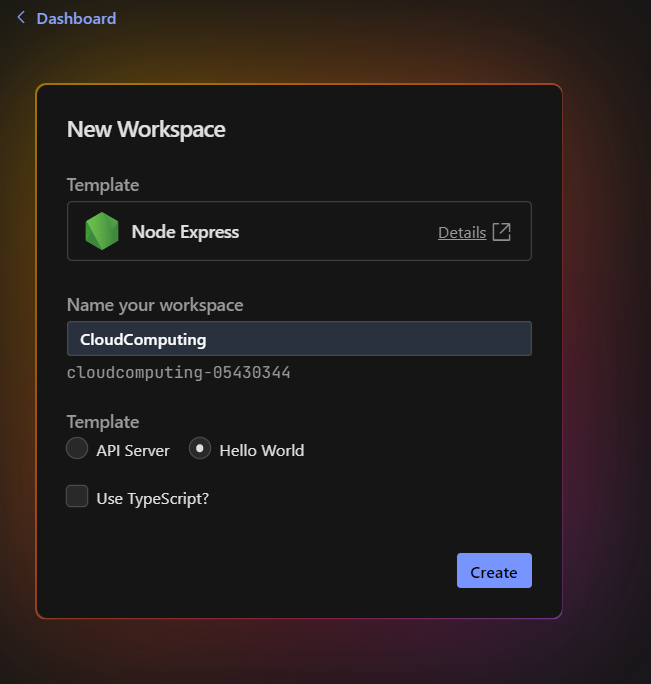 Dashboard
New Workspace
Template
Node Express Details
Name your workspace
CloudComputing
cloudcomputing-05430344
Template
API Server Hello World
Use TypeScript?
Create